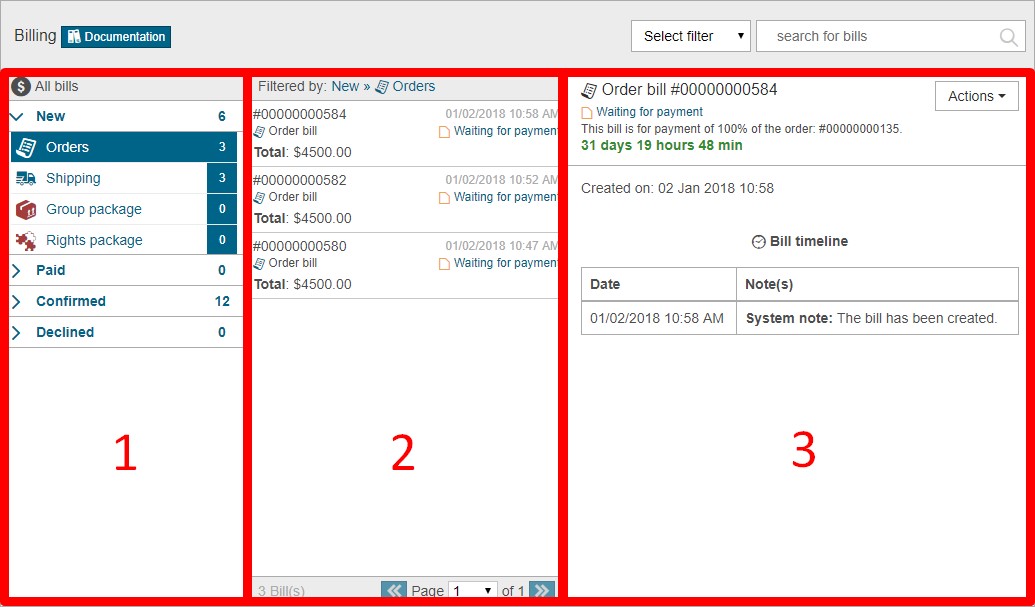 Billing Documentation
Select filter
search for bills
$ All bills
New 6
Orders 3
Shipping 3
Group package 0
Rights package 0
Paid 0
Confirmed 12
Declined 0
1
Filtered by: New » Orders
#00000000584 01/02/2018 10:58 AM
Order bill Waiting for paymen
Total: $4500.00
#00000000582 01/02/2018 10:52 AM
Order bill Waiting for paymen
Total: $4500.00
#00000000580 01/02/2018 10:47 AM
Order bill Waiting for paymen
Total: $4500.00
2
3 Bill(s) Page 1 of 1
Order bill #00000000584
Actions
Waiting for payment
This bill is for payment of 100% of the order: #00000000135.
31 days 19 hours 48 min
Created on: 02 Jan 2018 10:58
Bill timeline
Date Note(s)
01/02/2018 10:58 AM System note: The bill has been created.
3